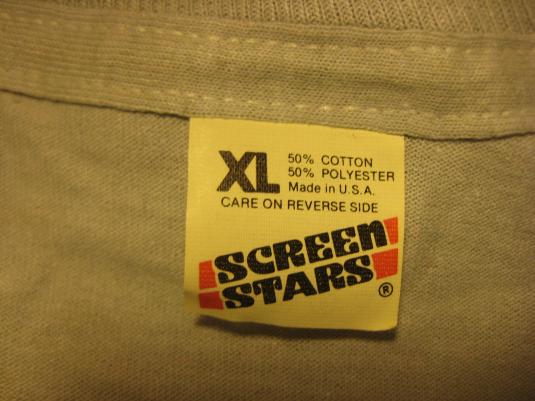 XL
50% COTTON
50% POLYESTER
Made in U.S.A.
CARE ON REVERSE SIDE
SCREEN
STARS
®